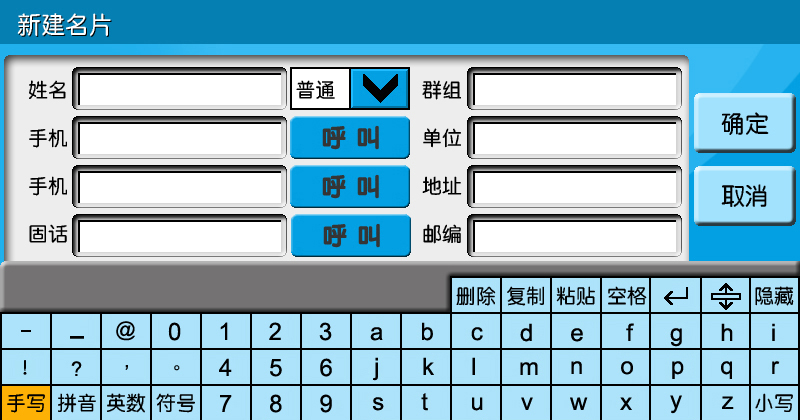 新建名片
姓名 普通 群组
手机 呼叫 单位
手机 呼叫 地址
固话 呼叫 邮编
确定
取消
删除 复制 粘贴 空格 隐藏
- _ @ 0 1 2 3 a b c d e f g h i
! ? , 。 4 5 6 j k l m n o p q r
手写 拼音 英数 符号 7 8 9 s t u v w x y z 小写